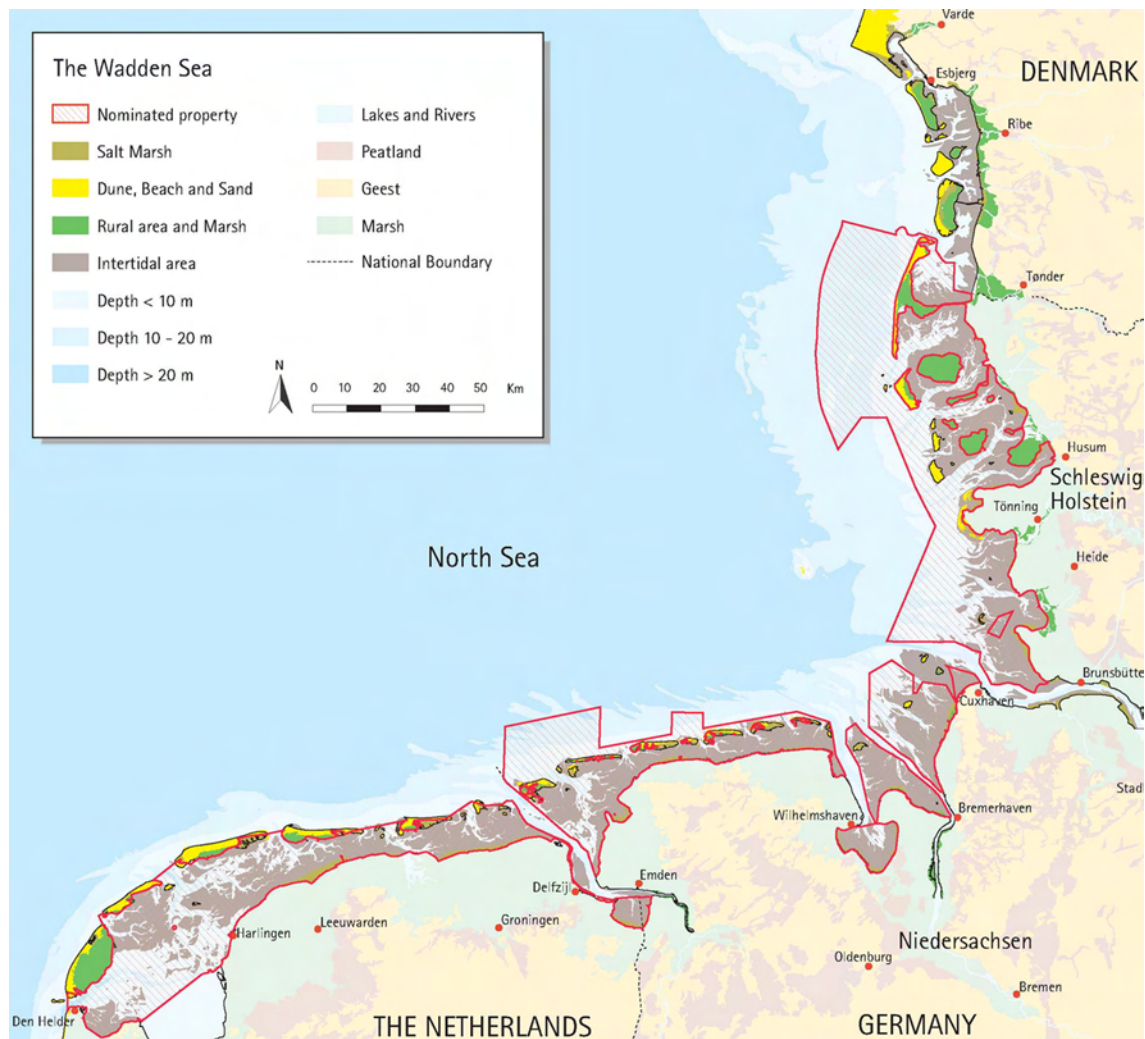 The Wadden Sea
Nominated property
Salt Marsh
Dune, Beach and Sand
Rural area and Marsh
Intertidal area
Depth < 10 m
Depth 10 - 20 m
Depth > 20 m
Lakes and Rivers
Peatland
Geest
Marsh
National Boundary
N
0 10 20 30 40 50 Km
Varde
Esbjerg
DENMARK
Ribe
Tønder
Husum
Schleswig
Holstein
Tönning
Heide
North Sea
Brunsbütte
Cuxhaven
Stad
Wilhelmshaven
Bremerhaven
Emden
Delfzijl
Groningen
Leeuwarden
Harlingen
Niedersachsen
Oldenburg
Bremen
Den Helder
THE NETHERLANDS
GERMANY